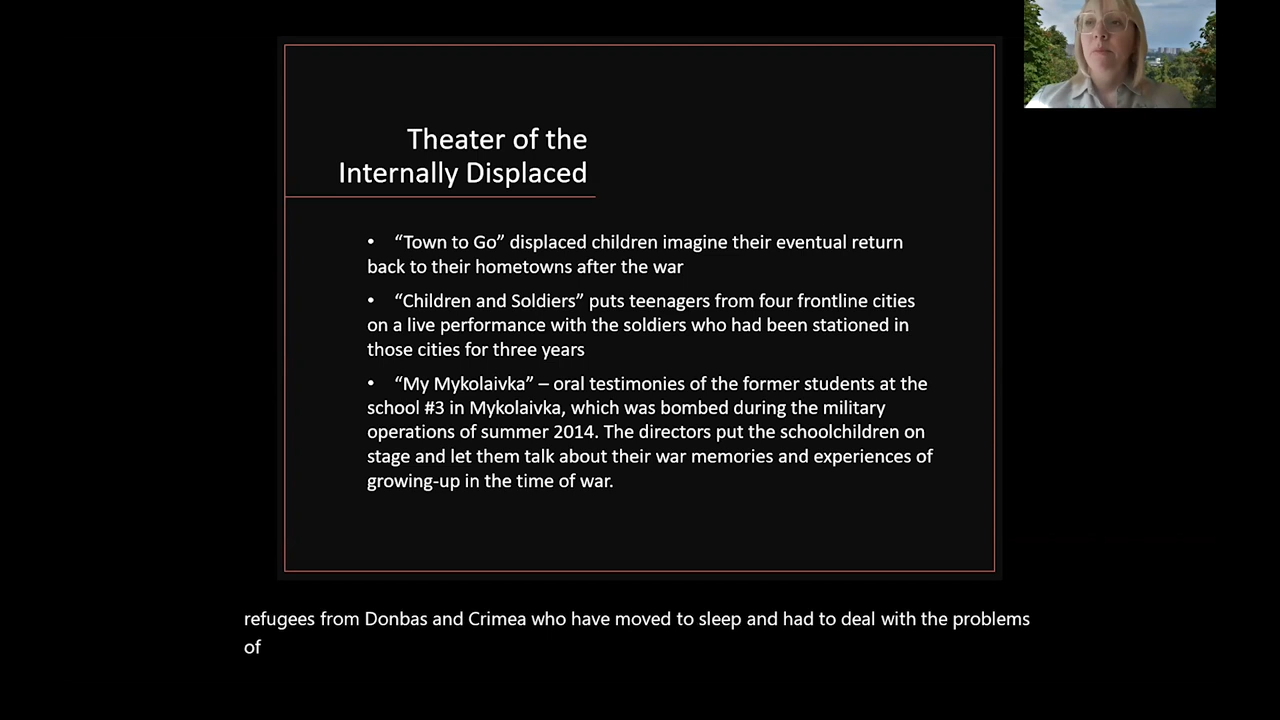 Theater of the
Internally Displaced
• “Town to Go” displaced children imagine their eventual return
back to their hometowns after the war
• “Children and Soldiers” puts teenagers from four frontline cities
on a live performance with the soldiers who had been stationed in
those cities for three years
• “My Mykolaivka” – oral testimonies of the former students at the
school #3 in Mykolaivka, which was bombed during the military
operations of summer 2014. The directors put the schoolchildren on
stage and let them talk about their war memories and experiences of
growing-up in the time of war.
refugees from Donbas and Crimea who have moved to sleep and had to deal with the problems
of